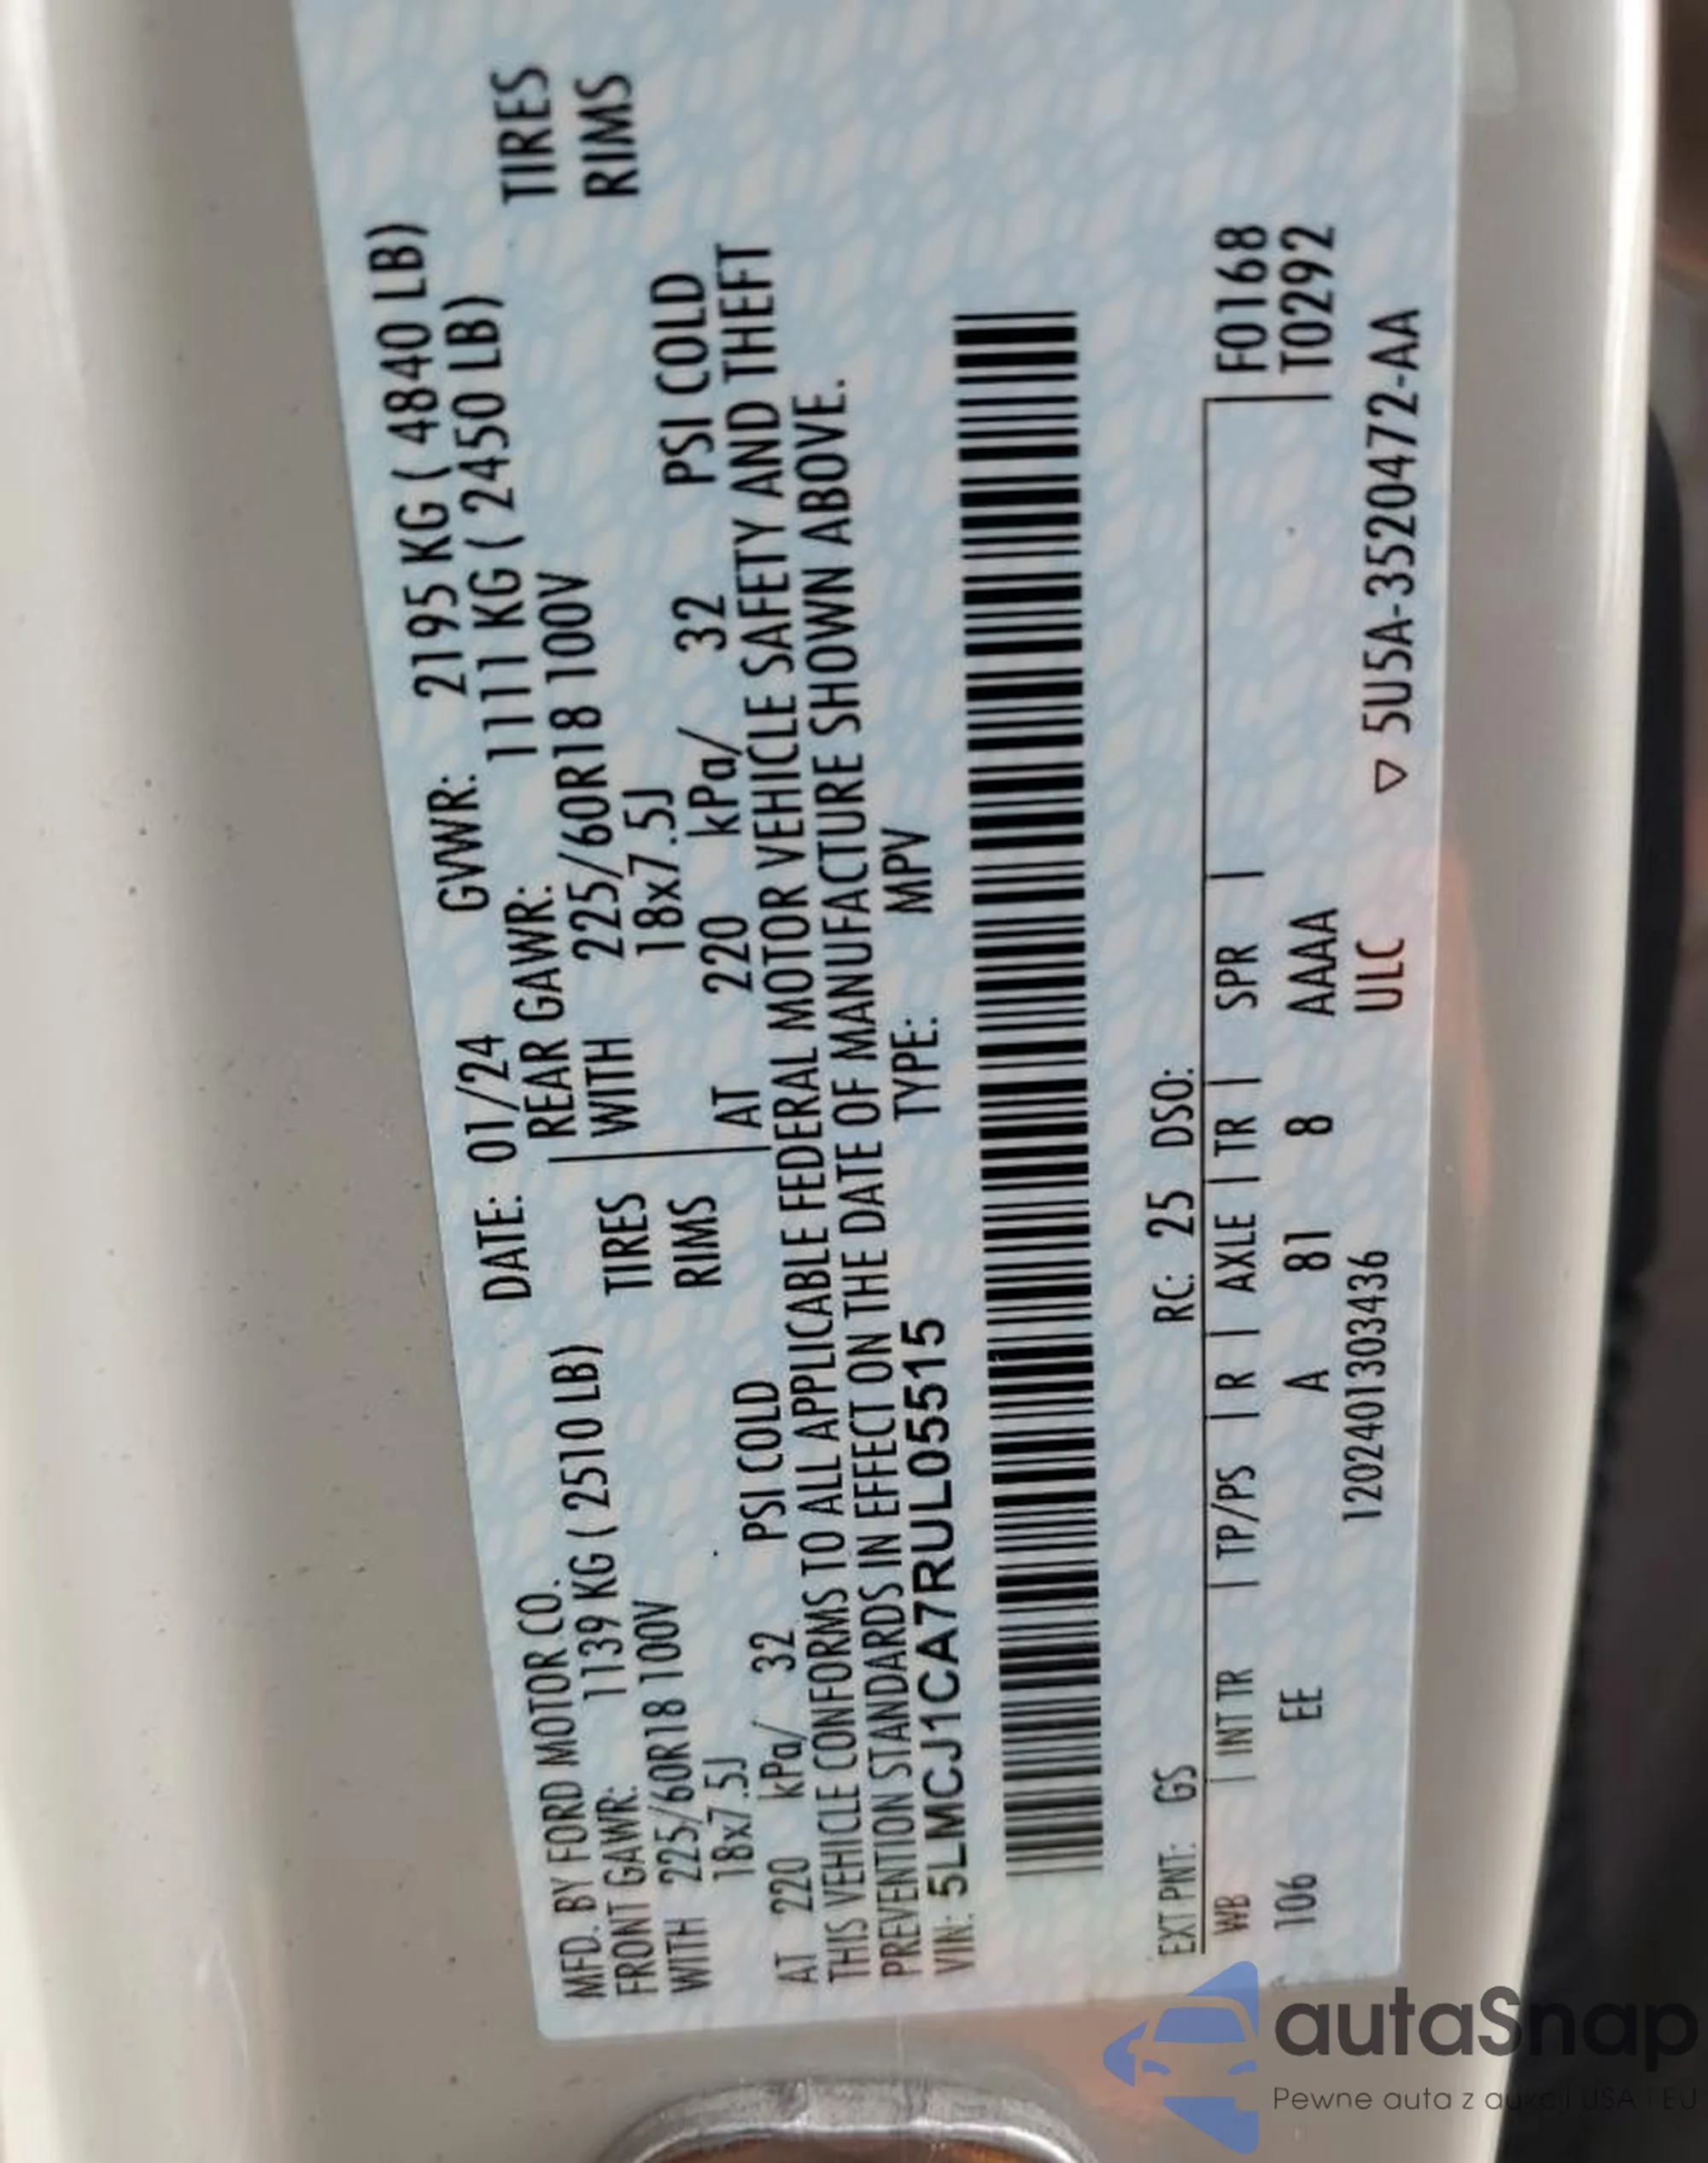 MFD. BY FORD MOTOR CO. DATE: 01/24 GVWR: 2195 KG ( 4840 LB)
FRONT GAWR: 1139 KG ( 2510 LB) REAR GAWR: 1111 KG ( 2450 LB)
WITH 225/60R18 100V TIRES WITH 225/60R18 100V TIRES
18x7.5J RIMS 18x7.5J RIMS
AT 220 kPa/ 32 PSI COLD AT 220 kPa/ 32 PSI COLD
THIS VEHICLE CONFORMS TO ALL APPLICABLE FEDERAL MOTOR VEHICLE SAFETY AND THEFT
PREVENTION STANDARDS IN EFFECT ON THE DATE OF MANUFACTURE SHOWN ABOVE.
VIN: 5LMCJ1CA7RUL05515 TYPE: MPV
EXT PNT: GS RC: 25 DSO:
WB | INT TR | TP/PS | R | AXLE | TR | SPR | F0168
106 EE A 81 8 AAAA T0292
1202401303436 ULC ▽ 5U5A-3520472-AA
autaSnap
Pewne auta z aukcji USA i EU